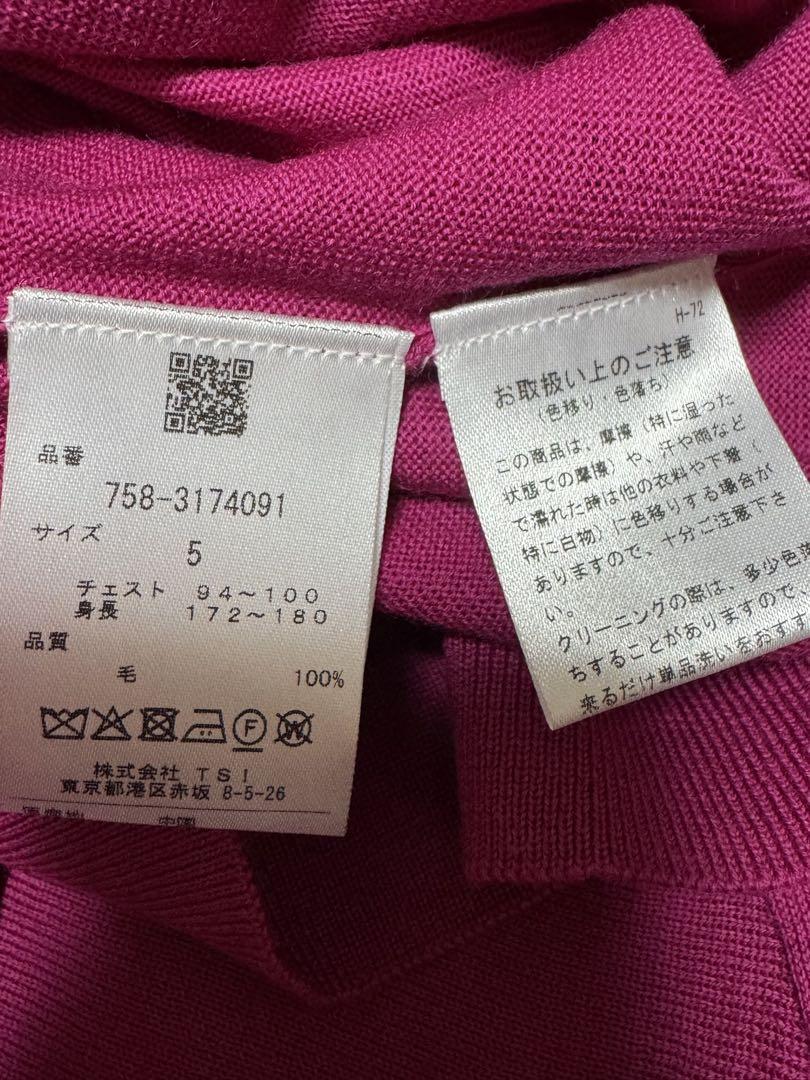 品番
758-3174091
サイズ
5
チェスト 94～100
身長 172～180
品質
毛 100%
F
W
株式会社 TSI
東京都港区赤坂 8-5-26
H-72
お取扱い上のご注意
(色移り・色落ち)
この商品は、摩擦（特に湿った
状態での摩擦）や、汗や雨など
で濡れた時は他の衣料や下着（
特に白物）に色移りする場合が
ありますので、十分ご注意下さ
い。
クリーニングの際は、多少色落
ちすることがありますので、
来るだけ単品洗いをおすす